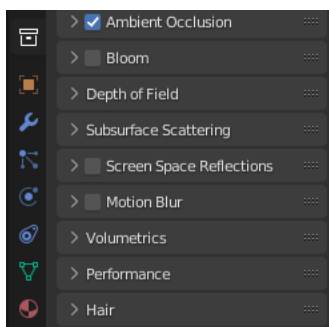 Ambient Occlusion
Bloom
Depth of Field
Subsurface Scattering
Screen Space Reflections
Motion Blur
Volumetrics
Performance
Hair